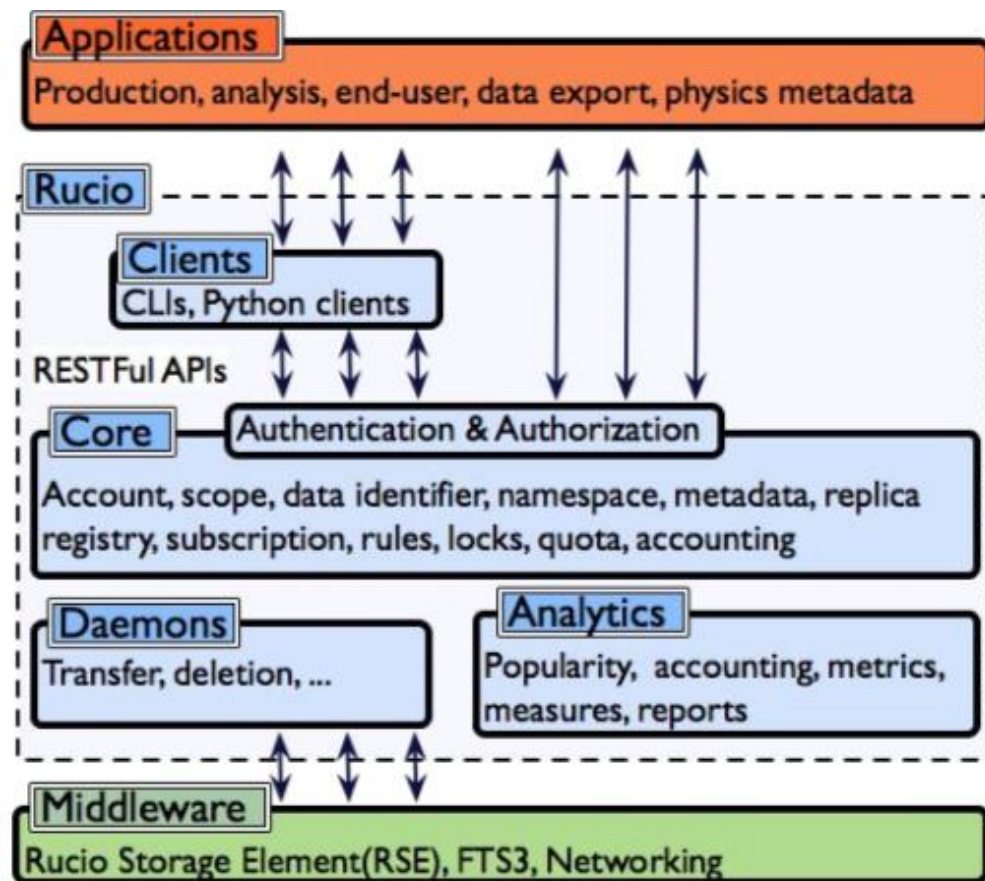 Applications
Production, analysis, end-user, data export, physics metadata
Rucio
Clients
CLIs, Python clients
RESTFul APIs
Core
Authentication & Authorization
Account, scope, data identifier, namespace, metadata, replica
registry, subscription, rules, locks, quota, accounting
Daemons
Transfer, deletion, ...
Analytics
Popularity, accounting, metrics,
measures, reports
Middleware
Rucio Storage Element(RSE), FTS3, Networking